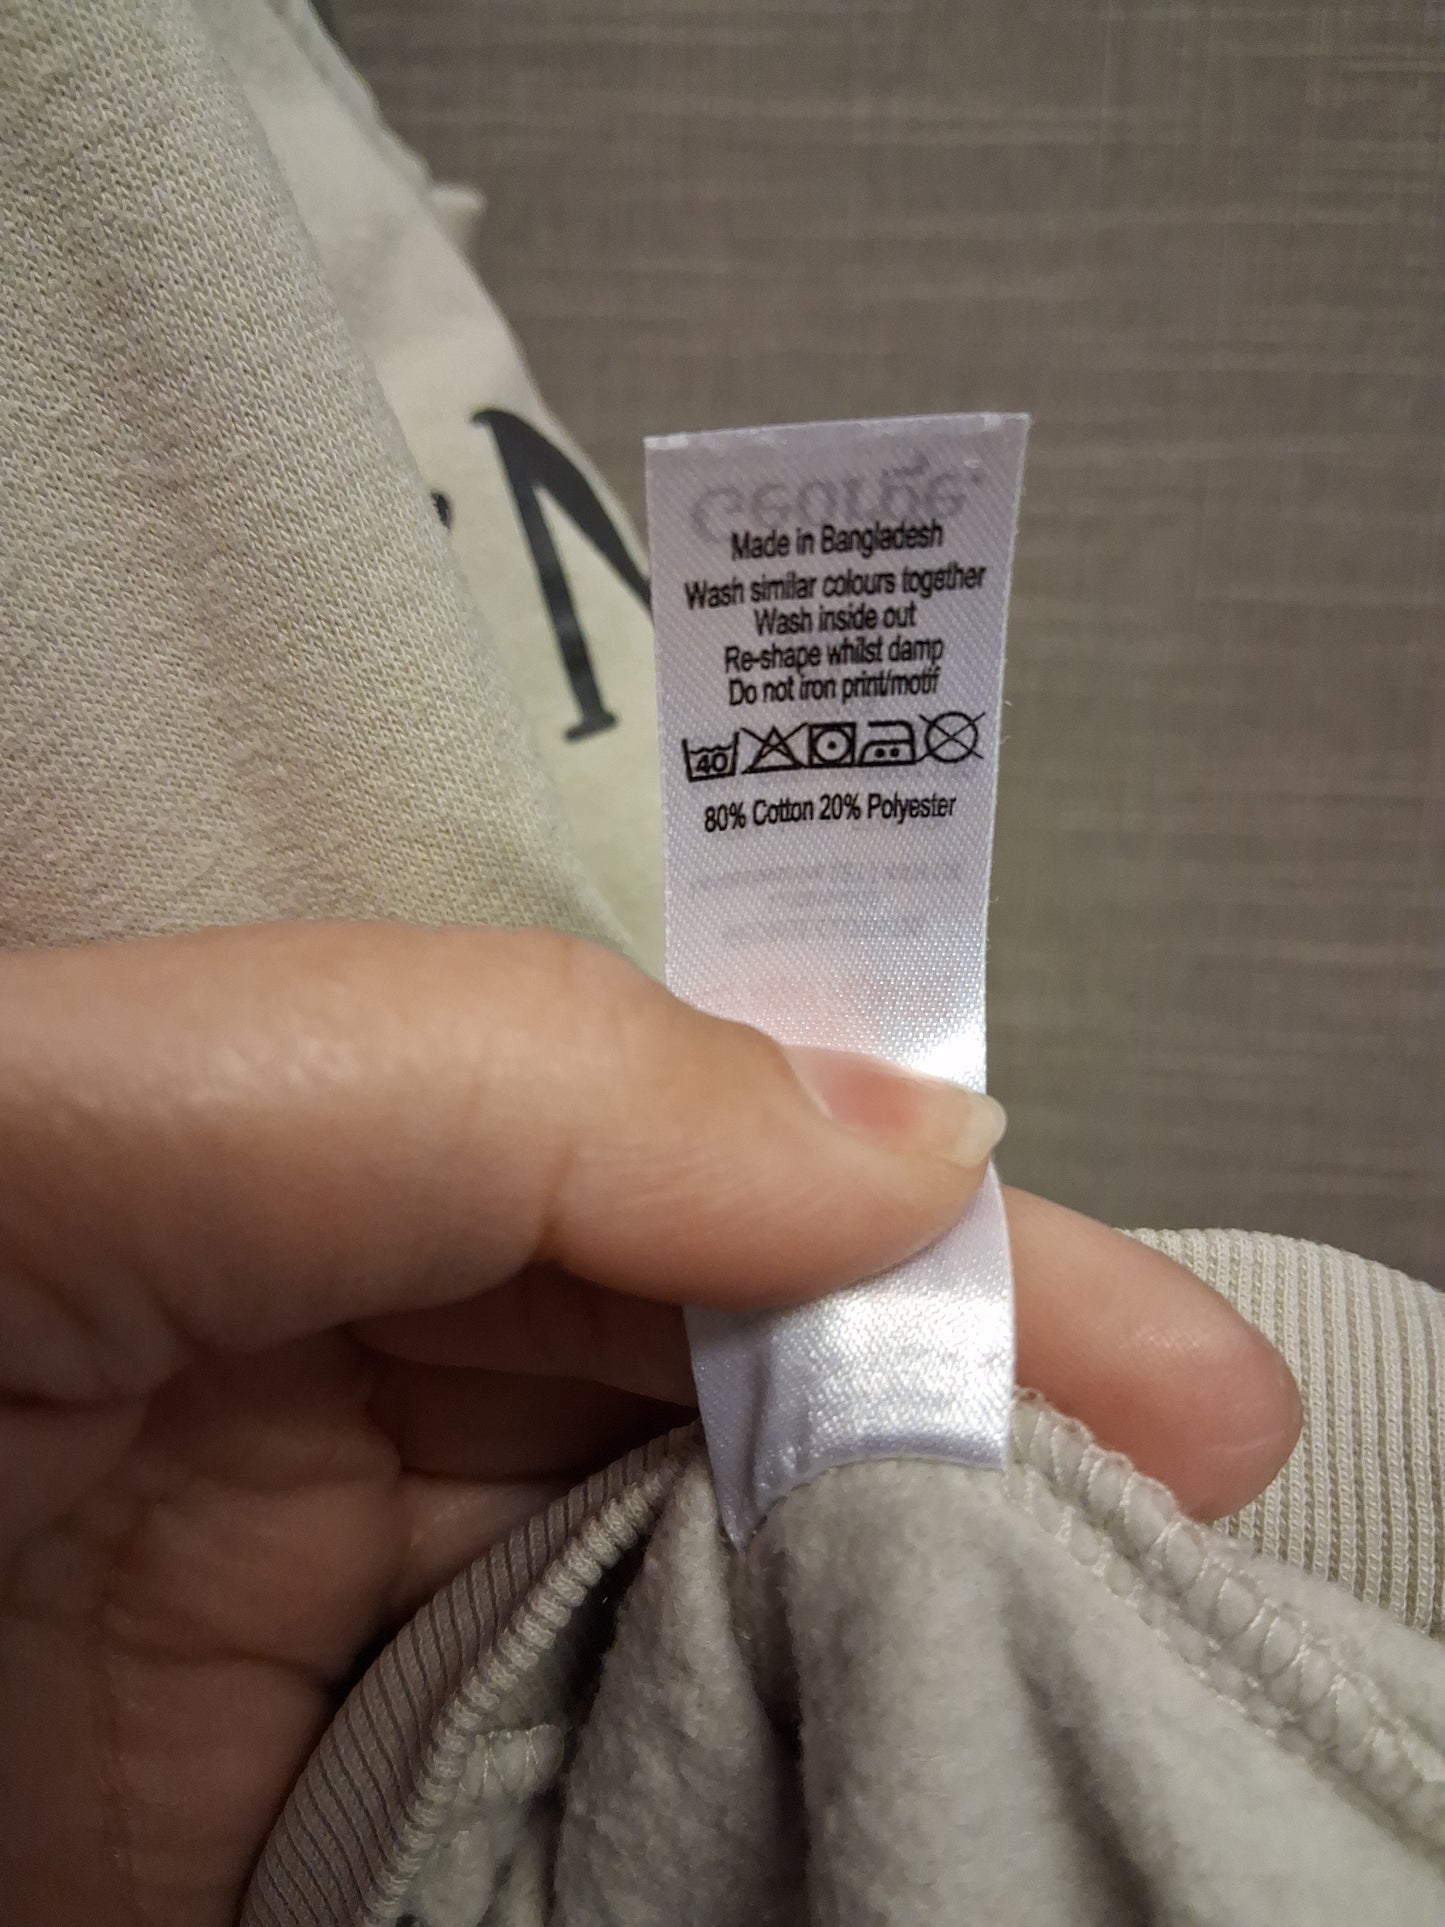 George
Made in Bangladesh
Wash similar colours together
Wash inside out
Re-shape whilst damp
Do not iron print/motif
40
80% Cotton 20% Polyester
N